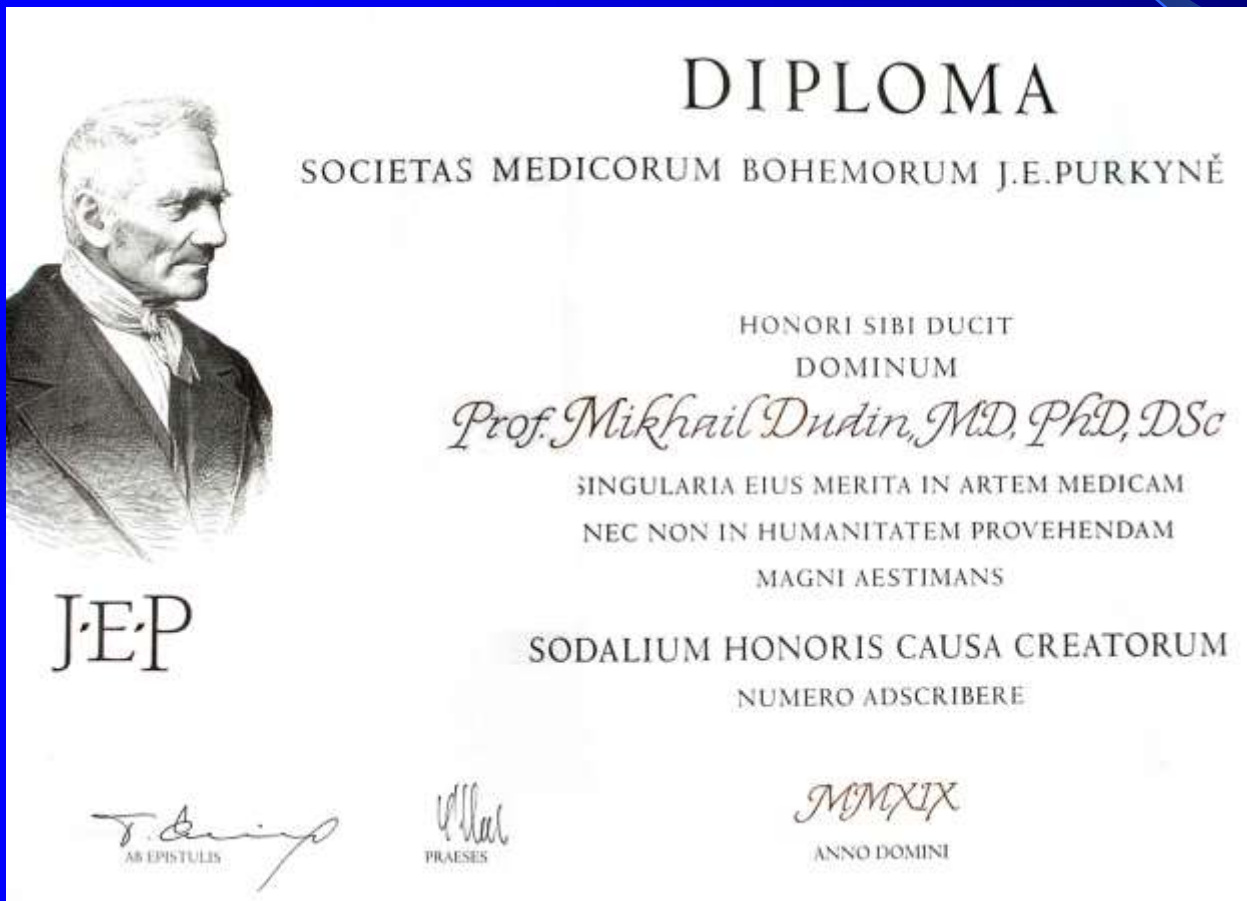 DIPLOMA
SOCIETAS MEDICORUM BOHEMORUM J.E.PURKYNĚ
HONORI SIBI DUCIT
DOMINUM
Prof. Mikhail Dudin, MD, PhD, DSc
SINGULARIA EIUS MERITA IN ARTEM MEDICAM
NEC NON IN HUMANITATEM PROVEHENDAM
MAGNI AESTIMANS
J·E·P
SODALIUM HONORIS CAUSA CREATORUM
NUMERO ADSCRIBERE
AB EPISTULIS
PRAESES
MMXIX
ANNO DOMINI